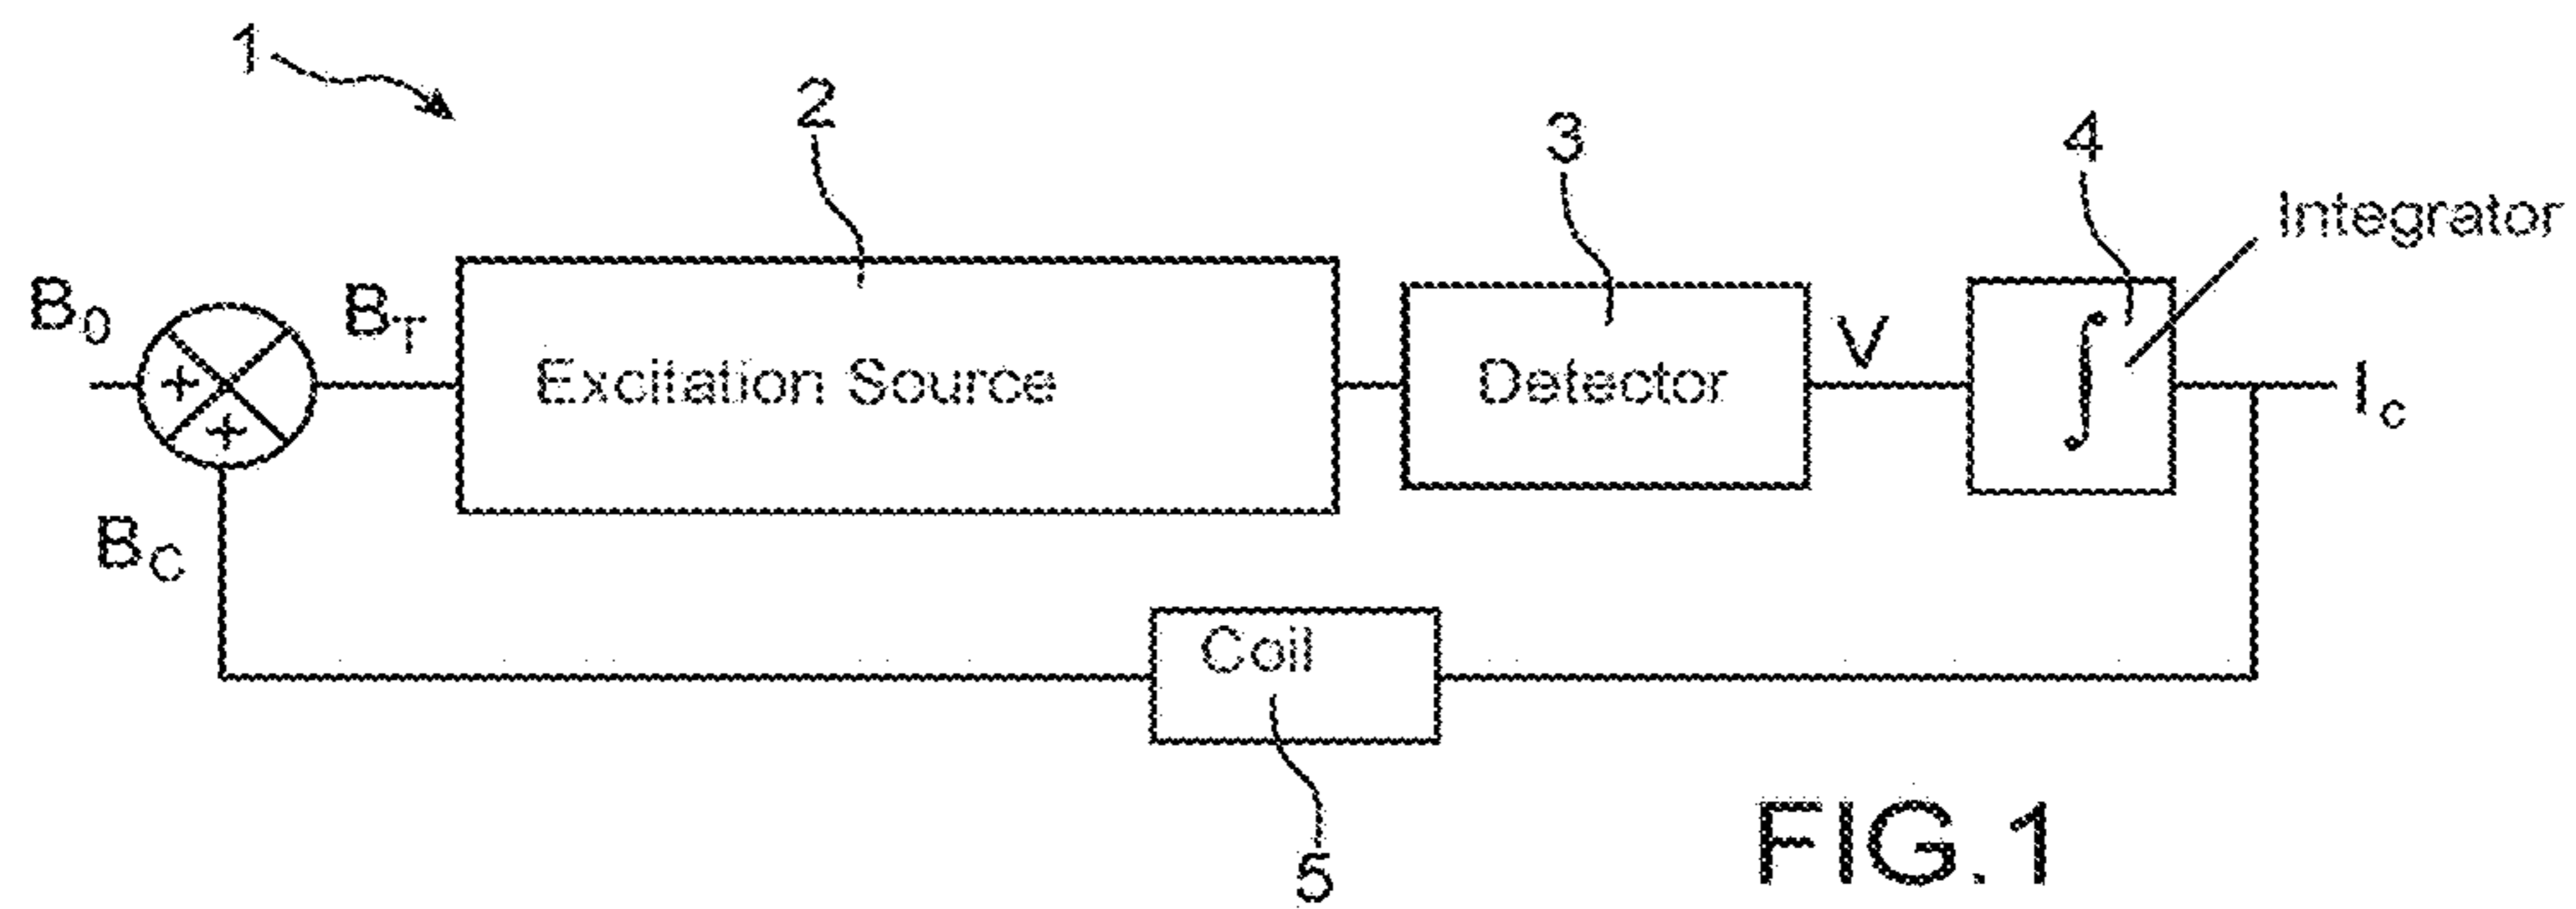 1
2
3
4
Integrator
B0
BT
Excitation Source
Detector
V
∫
Ic
+
+
BC
Coil
5
FIG.1